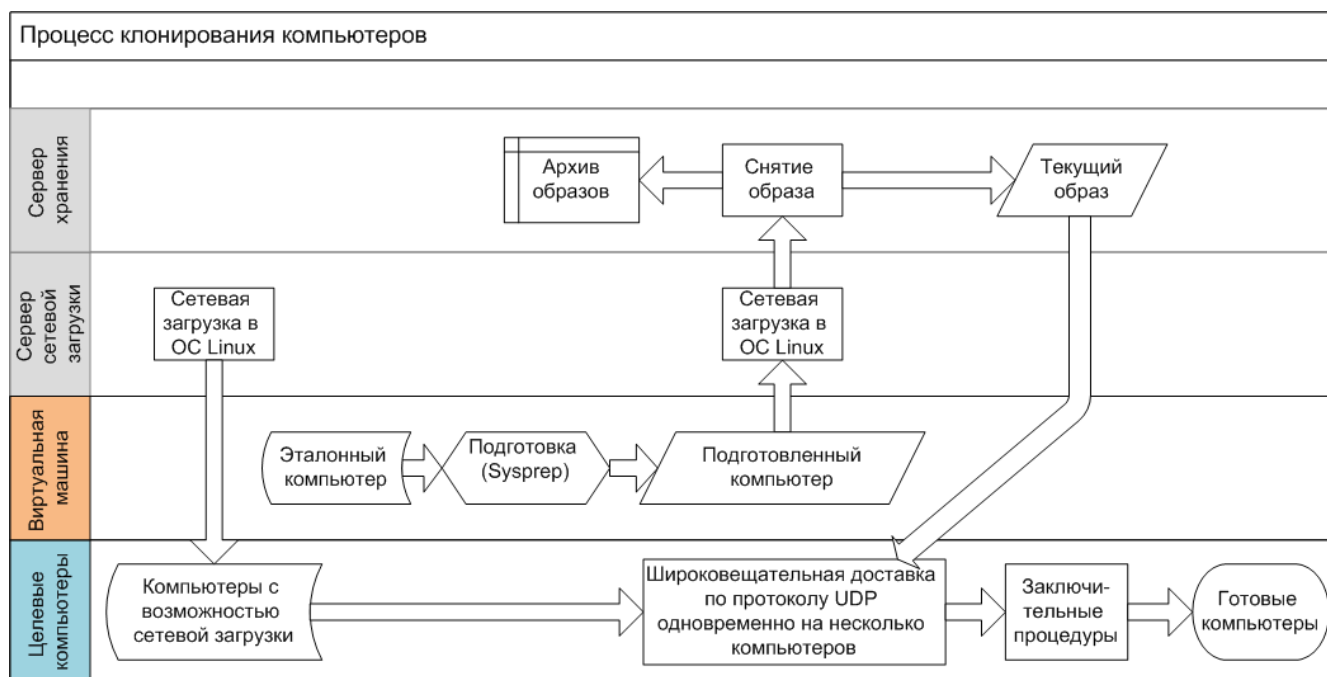 Процесс клонирования компьютеров
Сервер
хранения
Архив
образов
Снятие
образа
Текущий
образ
Сервер
сетевой
загрузки
Сетевая
загрузка в
ОС Linux
Сетевая
загрузка в
ОС Linux
Виртуальная
машина
Эталонный
компьютер
Подготовка
(Sysprep)
Подготовленный
компьютер
Целевые
компьютеры
Компьютеры с
возможностью
сетевой загрузки
Широковещательная доставка
по протоколу UDP
одновременно на несколько
компьютеров
Заключи-
тельные
процедуры
Готовые
компьютеры